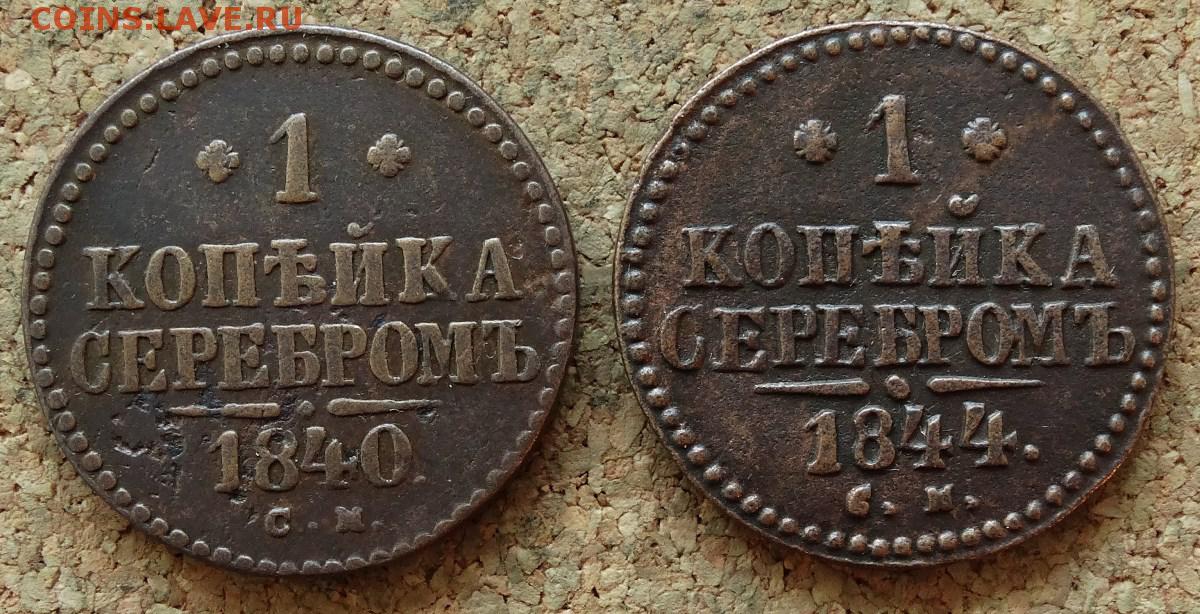 COINS.LAVE.RU
1
КОПѢЙКА
СЕРЕБРОМЪ
1840.
С. М.
1
КОПѢЙКА
СЕРЕБРОМЪ
1844.
С. М.